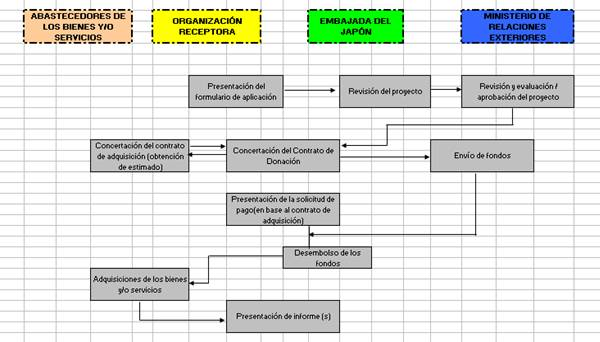 ABASTECEDORES DE
LOS BIENES Y/O
SERVICIOS
ORGANIZACIÓN
RECEPTORA
EMBAJADA DEL
JAPÓN
MINISTERIO DE
RELACIONES
EXTERIORES
Presentación del
formulario de aplicación
Revisión del proyecto
Revisión y evaluación /
aprobación del proyecto
Concertación del contrato
de adquisición (obtención
de estimado)
Concertación del Contrato de
Donación
Envío de fondos
Presentación de la solicitud de
pago(en base al contrato de
adquisición)
Desembolso de los
fondos
Adquisiciones de los bienes
y/o servicios
Presentación de informe (s)